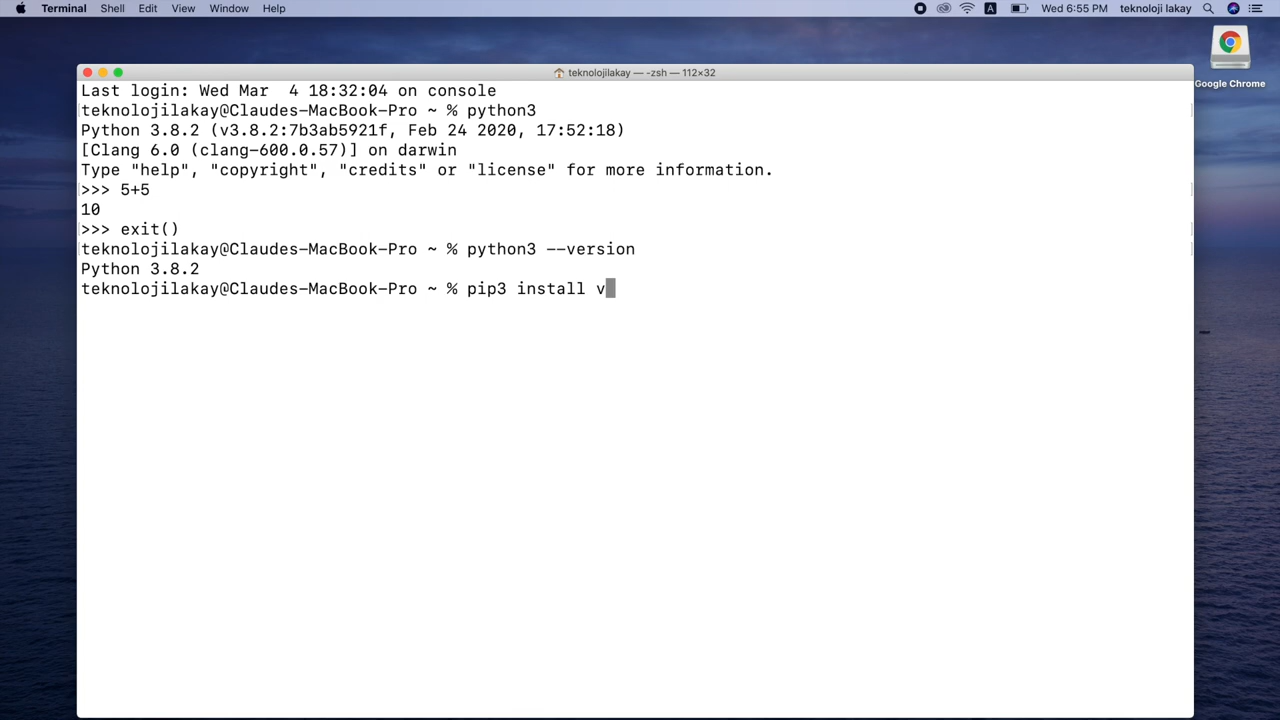 Terminal Shell Edit View Window Help A Wed 6:55 PM teknoloji lakay
Google Chrome
teknolojilakay — -zsh — 112×32
Last login: Wed Mar  4 18:32:04 on console
teknolojilakay@Claudes-MacBook-Pro ~ % python3
Python 3.8.2 (v3.8.2:7b3ab5921f, Feb 24 2020, 17:52:18)
[Clang 6.0 (clang-600.0.57)] on darwin
Type "help", "copyright", "credits" or "license" for more information.
>>> 5+5
10
>>> exit()
teknolojilakay@Claudes-MacBook-Pro ~ % python3 --version
Python 3.8.2
teknolojilakay@Claudes-MacBook-Pro ~ % pip3 install v